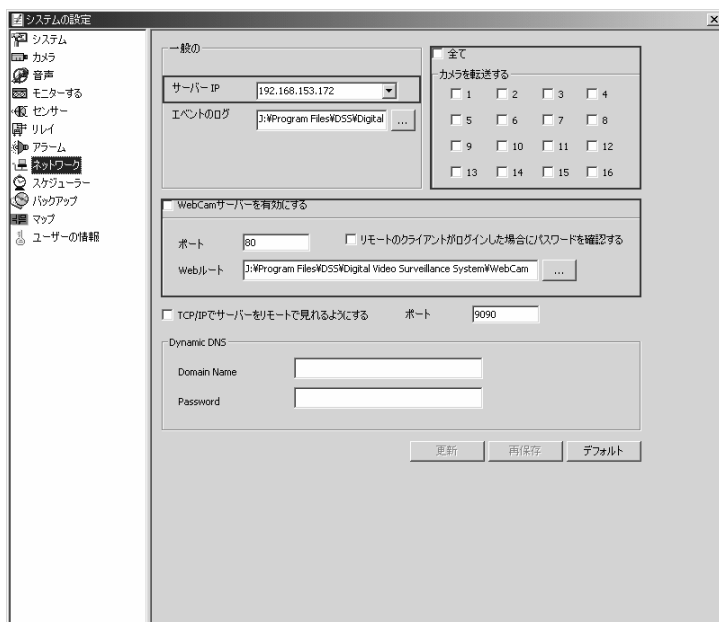 システムの設定
システム
カメラ
音声
モニターする
センサー
リレイ
アラーム
ネットワーク
スケジューラー
バックアップ
マップ
ユーザーの情報
一般の
サーバー IP
192.168.153.172
イベントのログ
J:¥Program Files¥DSS¥Digital
...
全て
カメラを転送する
1 2 3 4
5 6 7 8
9 10 11 12
13 14 15 16
WebCamサーバーを有効にする
ポート
80
リモートのクライアントがログインした場合にパスワードを確認する
Webルート
J:¥Program Files¥DSS¥Digital Video Surveillance System¥WebCam
...
TCP/IPでサーバーをリモートで見れるようにする
ポート
9090
Dynamic DNS
Domain Name
Password
更新
再保存
デフォルト